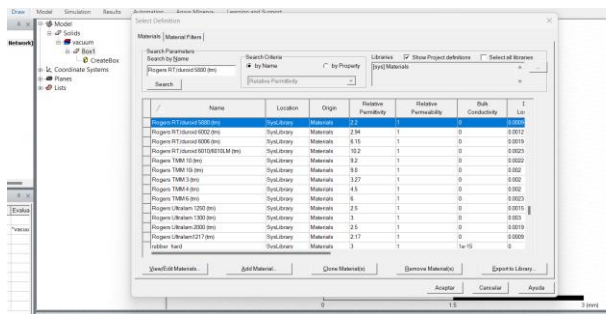 Draw Model Simulation Results Automation Ansys Minerva Learning and Support
Model
Solids
vacuum
Box1
CreateBox
Coordinate Systems
Planes
Lists
Network)
Evalua
"vacuu
Select Definition
Materials Material Filters
Search Parameters
Search by Name
Rogers RT/duroid 5880 (tm)
Search
Search Criteria
by Name by Property
Relative Permittivity
Libraries Show Project definitions Select all libraries
[sys] Materials
...
/ Name Location Origin Relative Permittivity Relative Permeability Bulk Conductivity
Rogers RT/duroid 5880 (tm) SysLibrary Materials 2.2 1 0 0.0009
Rogers RT/duroid 6002 (tm) SysLibrary Materials 2.94 1 0 0.0012
Rogers RT/duroid 6006 (tm) SysLibrary Materials 6.15 1 0 0.0019
Rogers RT/duroid 6010/6010LM (tm) SysLibrary Materials 10.2 1 0 0.0023
Rogers TMM 10 (tm) SysLibrary Materials 9.2 1 0 0.0022
Rogers TMM 10i (tm) SysLibrary Materials 9.8 1 0 0.002
Rogers TMM 3 (tm) SysLibrary Materials 3.27 1 0 0.002
Rogers TMM 4 (tm) SysLibrary Materials 4.5 1 0 0.002
Rogers TMM 6 (tm) SysLibrary Materials 6 1 0 0.0023
Rogers Ultralam 1250 (tm) SysLibrary Materials 2.5 1 0 0.0015
Rogers Ultralam 1300 (tm) SysLibrary Materials 3 1 0 0.003
Rogers Ultralam 2000 (tm) SysLibrary Materials 2.5 1 0 0.0019
Rogers Ultralam1217 (tm) SysLibrary Materials 2.17 1 0 0.0009
rubber_hard SysLibrary Materials 3 1 1e-15 0
View/Edit Materials... Add Material... Clone Material(s) Remove Material(s) Export to Library...
Aceptar Cancelar Ayuda
0 1.5 3 (mm)